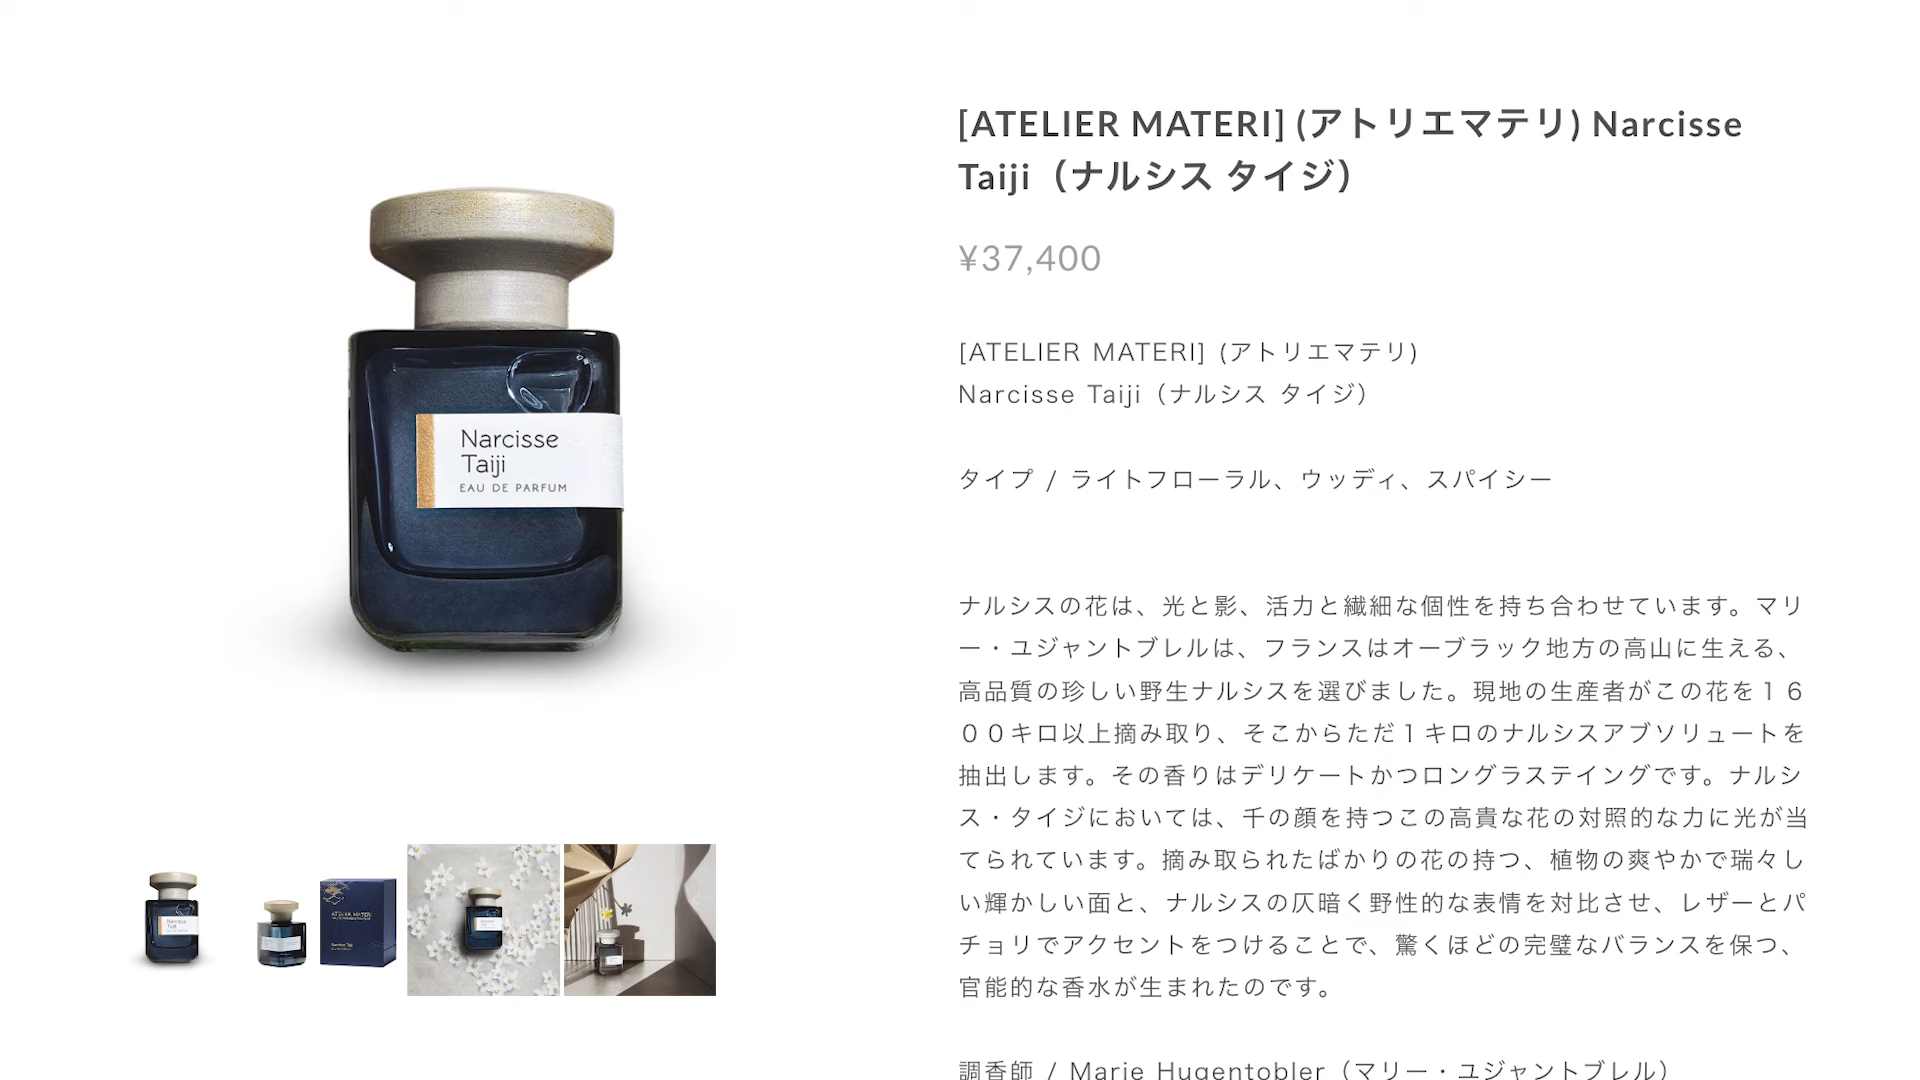 [ATELIER MATERI] (アトリエマテリ) Narcisse
Taiji（ナルシス タイジ）
¥37,400
[ATELIER MATERI] (アトリエマテリ)
Narcisse Taiji（ナルシス タイジ）
タイプ / ライトフローラル、ウッディ、スパイシー
ナルシスの花は、光と影、活力と繊細な個性を持ち合わせています。マリ
ー・ユジャントブレルは、フランスはオーブラック地方の高山に生える、
高品質の珍しい野生ナルシスを選びました。現地の生産者がこの花を１６
００キロ以上摘み取り、そこからただ１キロのナルシスアブソリュートを
抽出します。その香りはデリケートかつロングラステイングです。ナルシ
ス・タイジにおいては、千の顔を持つこの高貴な花の対照的な力に光が当
てられています。摘み取られたばかりの花の持つ、植物の爽やかで瑞々し
い輝かしい面と、ナルシスの仄暗く野性的な表情を対比させ、レザーとパ
チョリでアクセントをつけることで、驚くほどの完璧なバランスを保つ、
官能的な香水が生まれたのです。
調香師 / Marie Hugentobler（マリー・ユジャントブレル）
Narcisse
Taiji
EAU DE PARFUM
Narcisse
Taiji
ATELIER MATERI
Narcisse Taiji